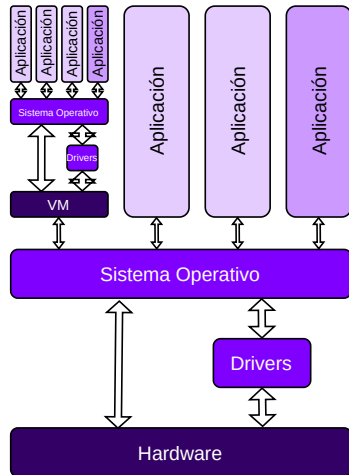 Aplicación
Aplicación
Aplicación
Aplicación
Sistema Operativo
Drivers
VM
Aplicación
Aplicación
Aplicación
Sistema Operativo
Drivers
Hardware